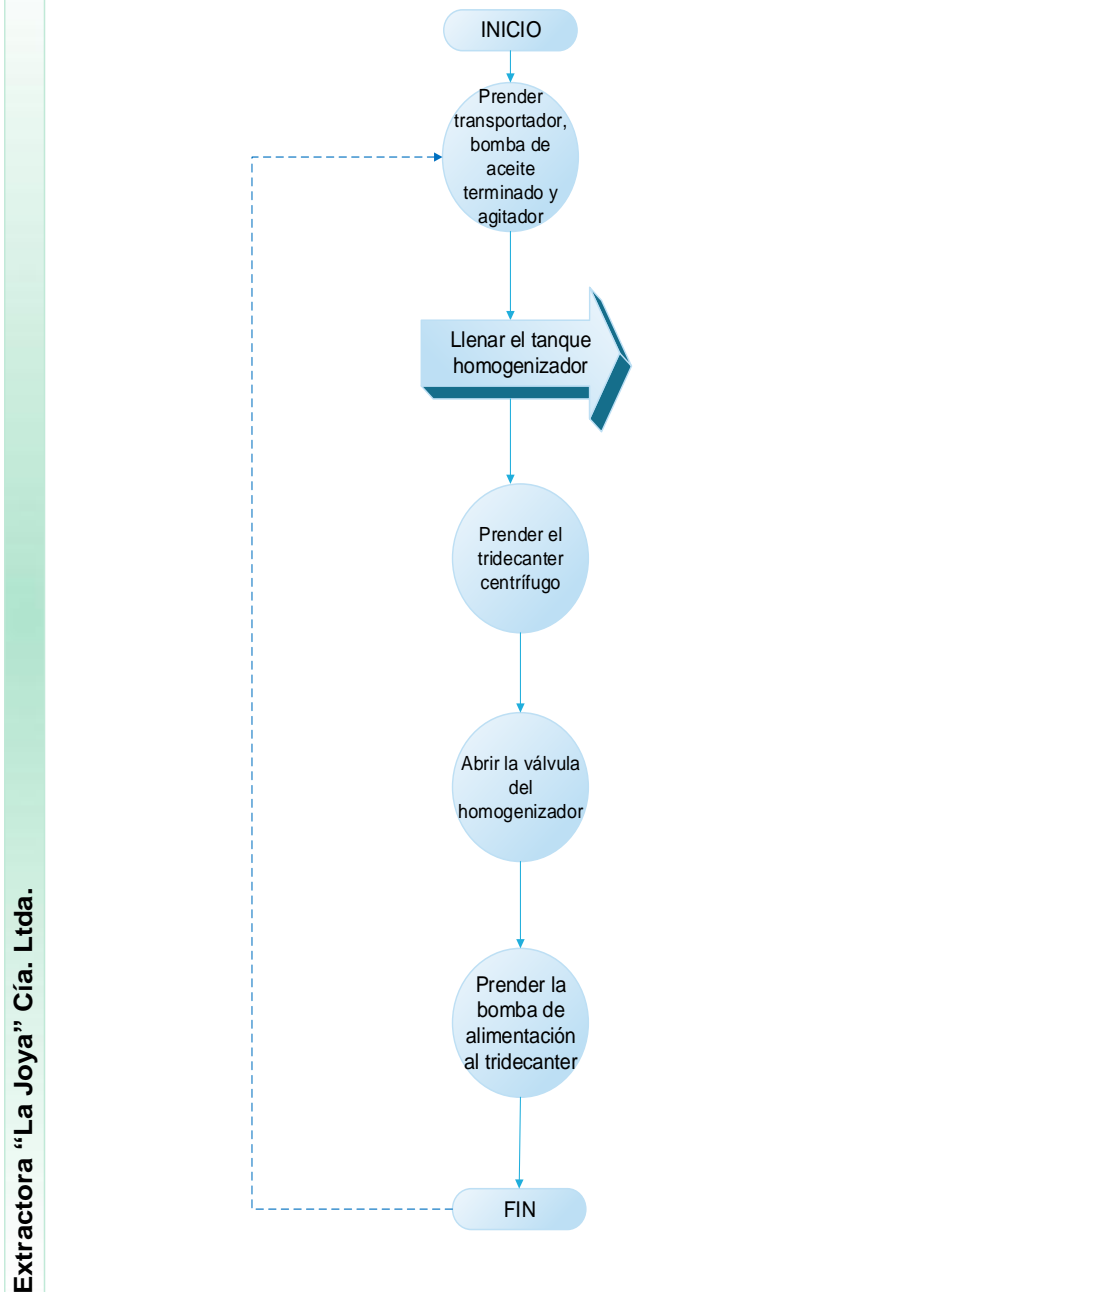 INICIO
Prender
transportador,
bomba de
aceite
terminado y
agitador
Llenar el tanque
homogenizador
Prender el
tridecanter
centrífugo
Abrir la válvula
del
homogenizador
Prender la
bomba de
alimentación
al tridecanter
FIN
Extractora “La Joya” Cía. Ltda.